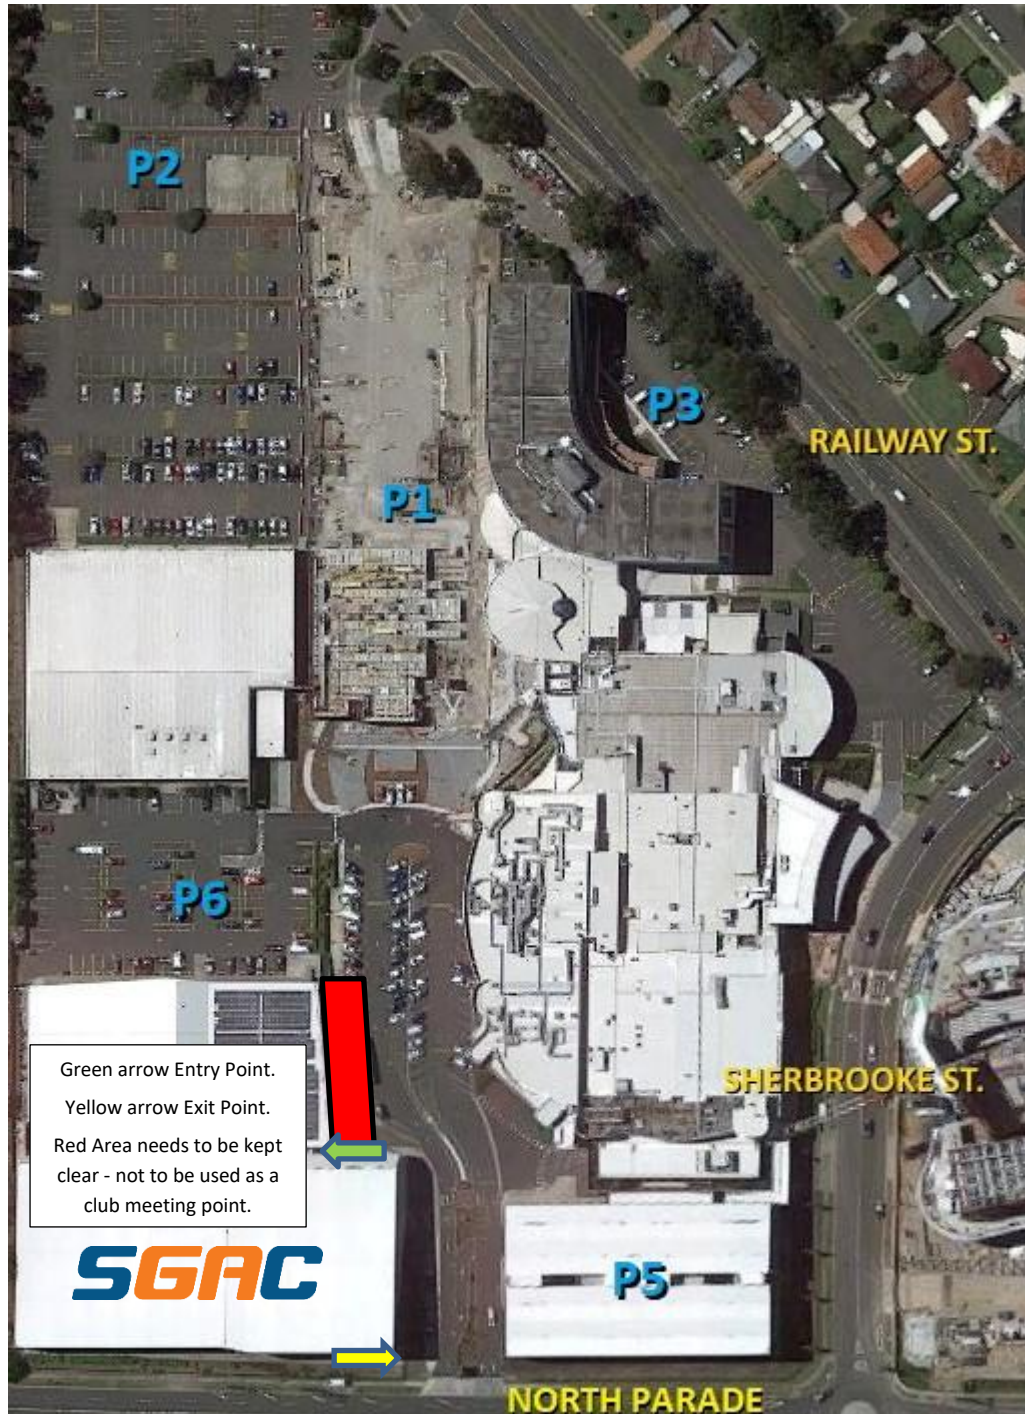 P2
P3
RAILWAY ST.
P1
P6
Green arrow Entry Point.
Yellow arrow Exit Point.
Red Area needs to be kept
clear - not to be used as a
club meeting point.
SHERBROOKE ST.
SGAC
P5
NORTH PARADE